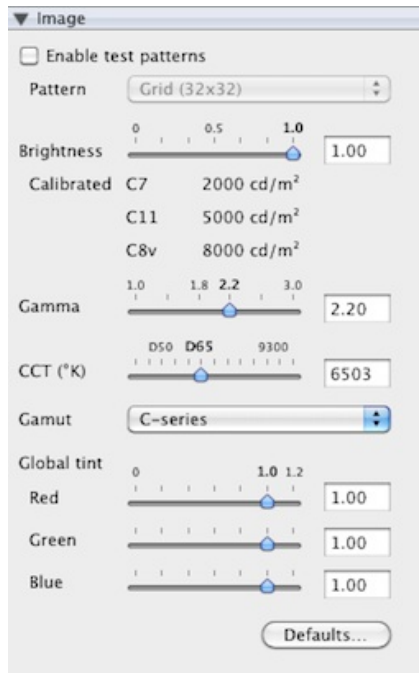 Image
Enable test patterns
Pattern Grid (32x32)
0 0.5 1.0
Brightness 1.00
Calibrated C7 2000 cd/m²
C11 5000 cd/m²
C8v 8000 cd/m²
1.0 1.8 2.2 3.0
Gamma 2.20
D50 D65 9300
CCT (°K) 6503
Gamut C-series
Global tint
0 1.0 1.2
Red 1.00
Green 1.00
Blue 1.00
Defaults...